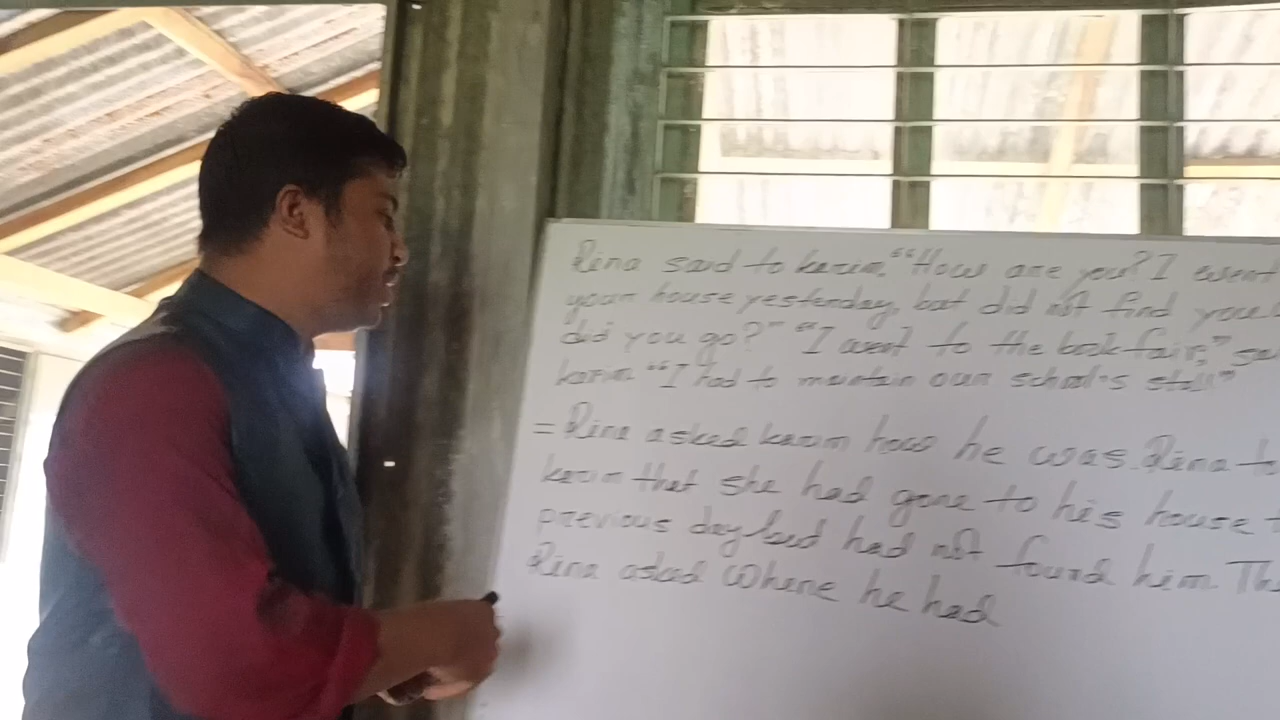 Rina said to karim, "How are you? I went
your house yesterday, but did not find you.
did you go?" "I went to the book fair,"
karim. "I had to maintain our school's stall"
= Rina asked karim how he was. Rina
karim that she had gone to his house
previous day but had not found him.
Rina asked where he had